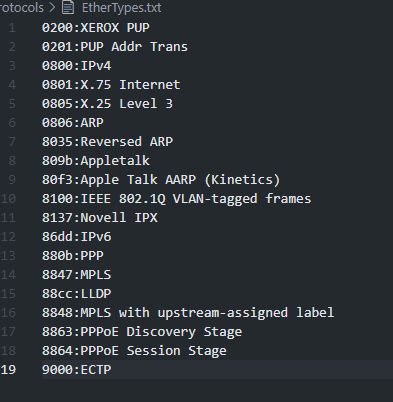 rotocols > EtherTypes.txt
1 0200:XEROX PUP
2 0201:PUP Addr Trans
3 0800:IPv4
4 0801:X.75 Internet
5 0805:X.25 Level 3
6 0806:ARP
7 8035:Reversed ARP
8 809b:Appletalk
9 80f3:Apple Talk AARP (Kinetics)
10 8100:IEEE 802.1Q VLAN-tagged frames
11 8137:Novell IPX
12 86dd:IPv6
13 880b:PPP
14 8847:MPLS
15 88cc:LLDP
16 8848:MPLS with upstream-assigned label
17 8863:PPPoE Discovery Stage
18 8864:PPPoE Session Stage
19 9000:ECTP